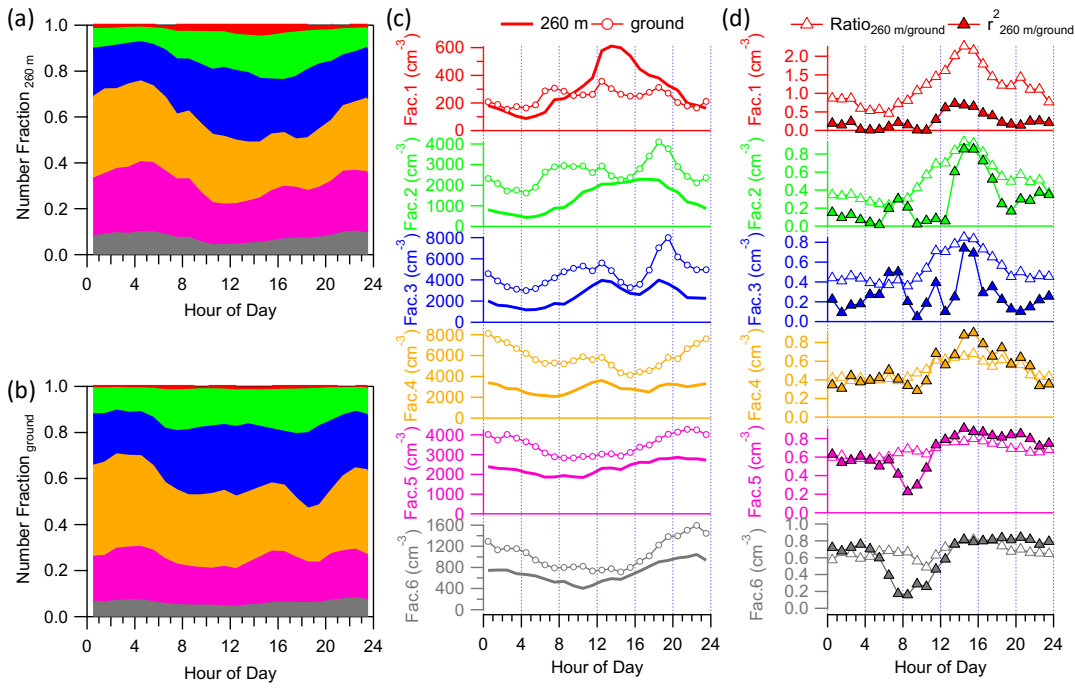 (a)
Number Fraction 260 m
1.0
0.8
0.6
0.4
0.2
0.0
0 4 8 12 16 20 24
Hour of Day
(b)
Number Fraction ground
1.0
0.8
0.6
0.4
0.2
0.0
0 4 8 12 16 20 24
Hour of Day
(c)
260 m ground
Fac.1 (cm⁻³)
600
400
200
0
Fac.2 (cm⁻³)
4000
3000
2000
1000
0
Fac.3 (cm⁻³)
8000
6000
4000
2000
0
Fac.4 (cm⁻³)
8000
6000
4000
2000
0
Fac.5 (cm⁻³)
4000
3000
2000
1000
0
Fac.6 (cm⁻³)
1600
1200
800
400
0
0 4 8 12 16 20 24
Hour of Day
(d)
Ratio 260 m/ground r² 260 m/ground
Fac.1 (cm⁻³)
2.0
1.5
1.0
0.5
0.0
Fac.2 (cm⁻³)
0.8
0.6
0.4
0.2
0.0
Fac.3 (cm⁻³)
0.8
0.6
0.4
0.2
0.0
Fac.4 (cm⁻³)
0.8
0.6
0.4
0.2
0.0
Fac.5 (cm⁻³)
0.8
0.6
0.4
0.2
0.0
Fac.6 (cm⁻³)
1.0
0.8
0.6
0.4
0.2
0.0
0 4 8 12 16 20 24
Hour of Day